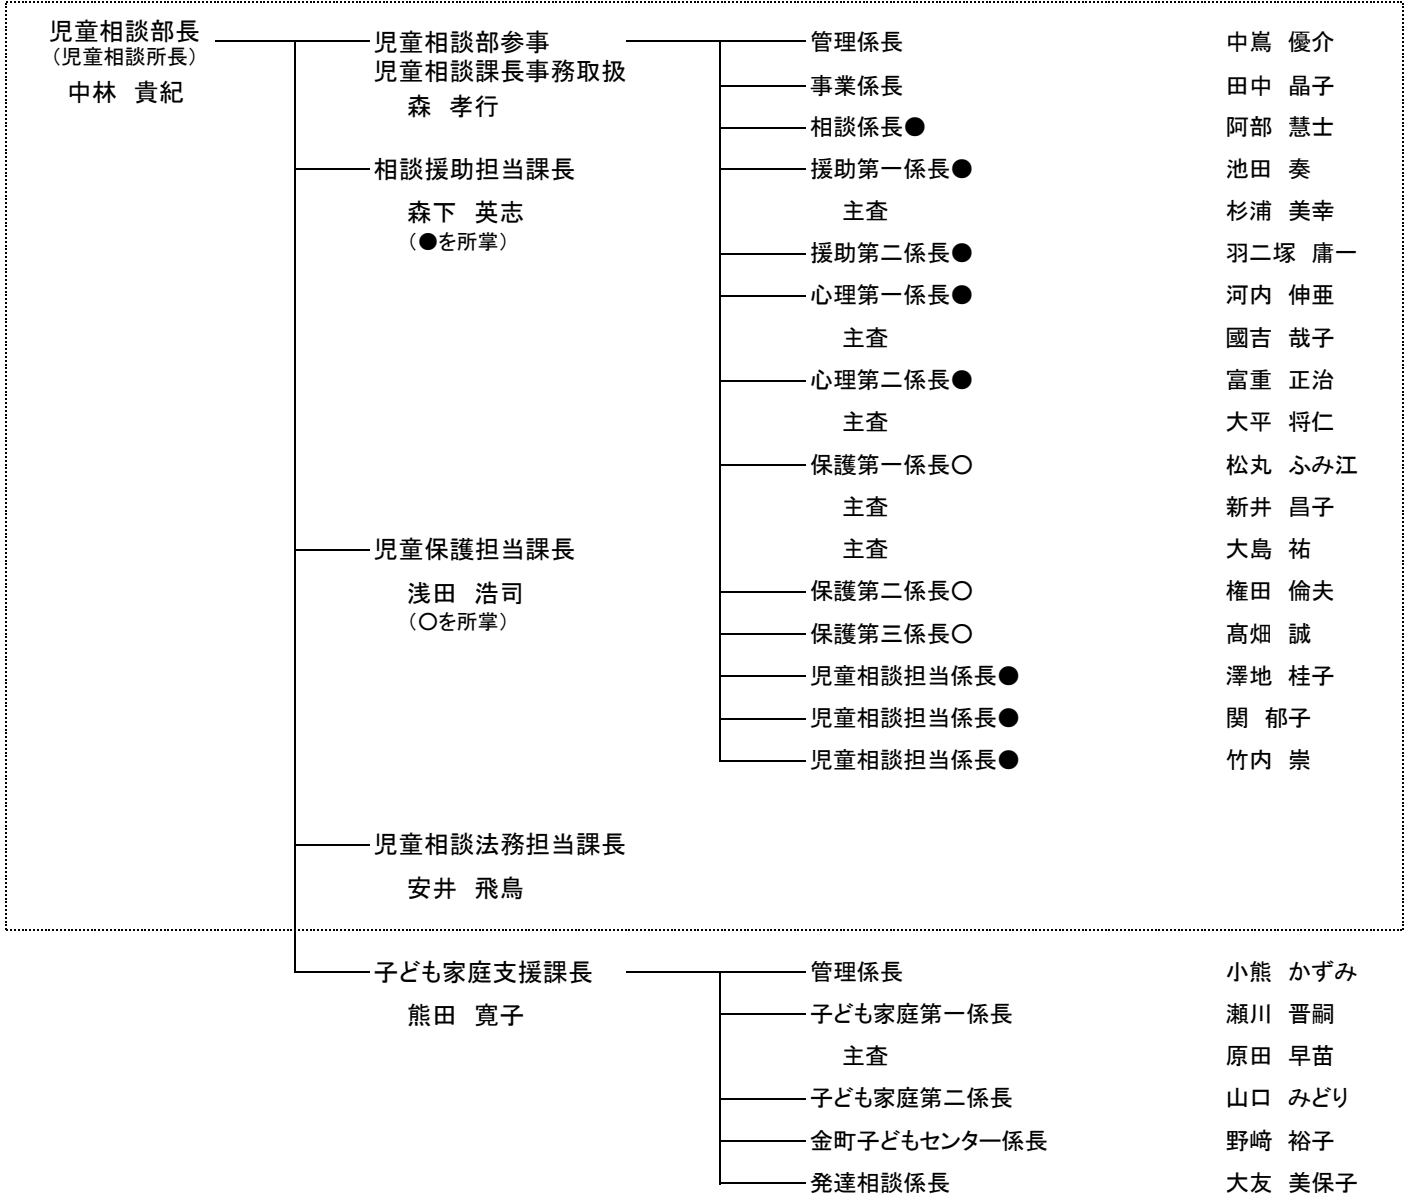 児童相談部長
（児童相談所長）
中林　貴紀
児童相談部参事
児童相談課長事務取扱
森　孝行
相談援助担当課長
森下　英志
（●を所掌）
児童保護担当課長
浅田　浩司
（〇を所掌）
児童相談法務担当課長
安井　飛鳥
管理係長　中嶌　優介
事業係長　田中　晶子
相談係長●　阿部　慧士
援助第一係長●　池田　奏
主査　杉浦　美幸
援助第二係長●　羽二塚　庸一
心理第一係長●　河内　伸亜
主査　國吉　哉子
心理第二係長●　富重　正治
主査　大平　将仁
保護第一係長〇　松丸　ふみ江
主査　新井　昌子
主査　大島　祐
保護第二係長〇　権田　倫夫
保護第三係長〇　髙畑　誠
児童相談担当係長●　澤地　桂子
児童相談担当係長●　関　郁子
児童相談担当係長●　竹内　崇
子ども家庭支援課長
熊田　寛子
管理係長　小熊　かずみ
子ども家庭第一係長　瀬川　晋嗣
主査　原田　早苗
子ども家庭第二係長　山口　みどり
金町子どもセンター係長　野﨑　裕子
発達相談係長　大友　美保子